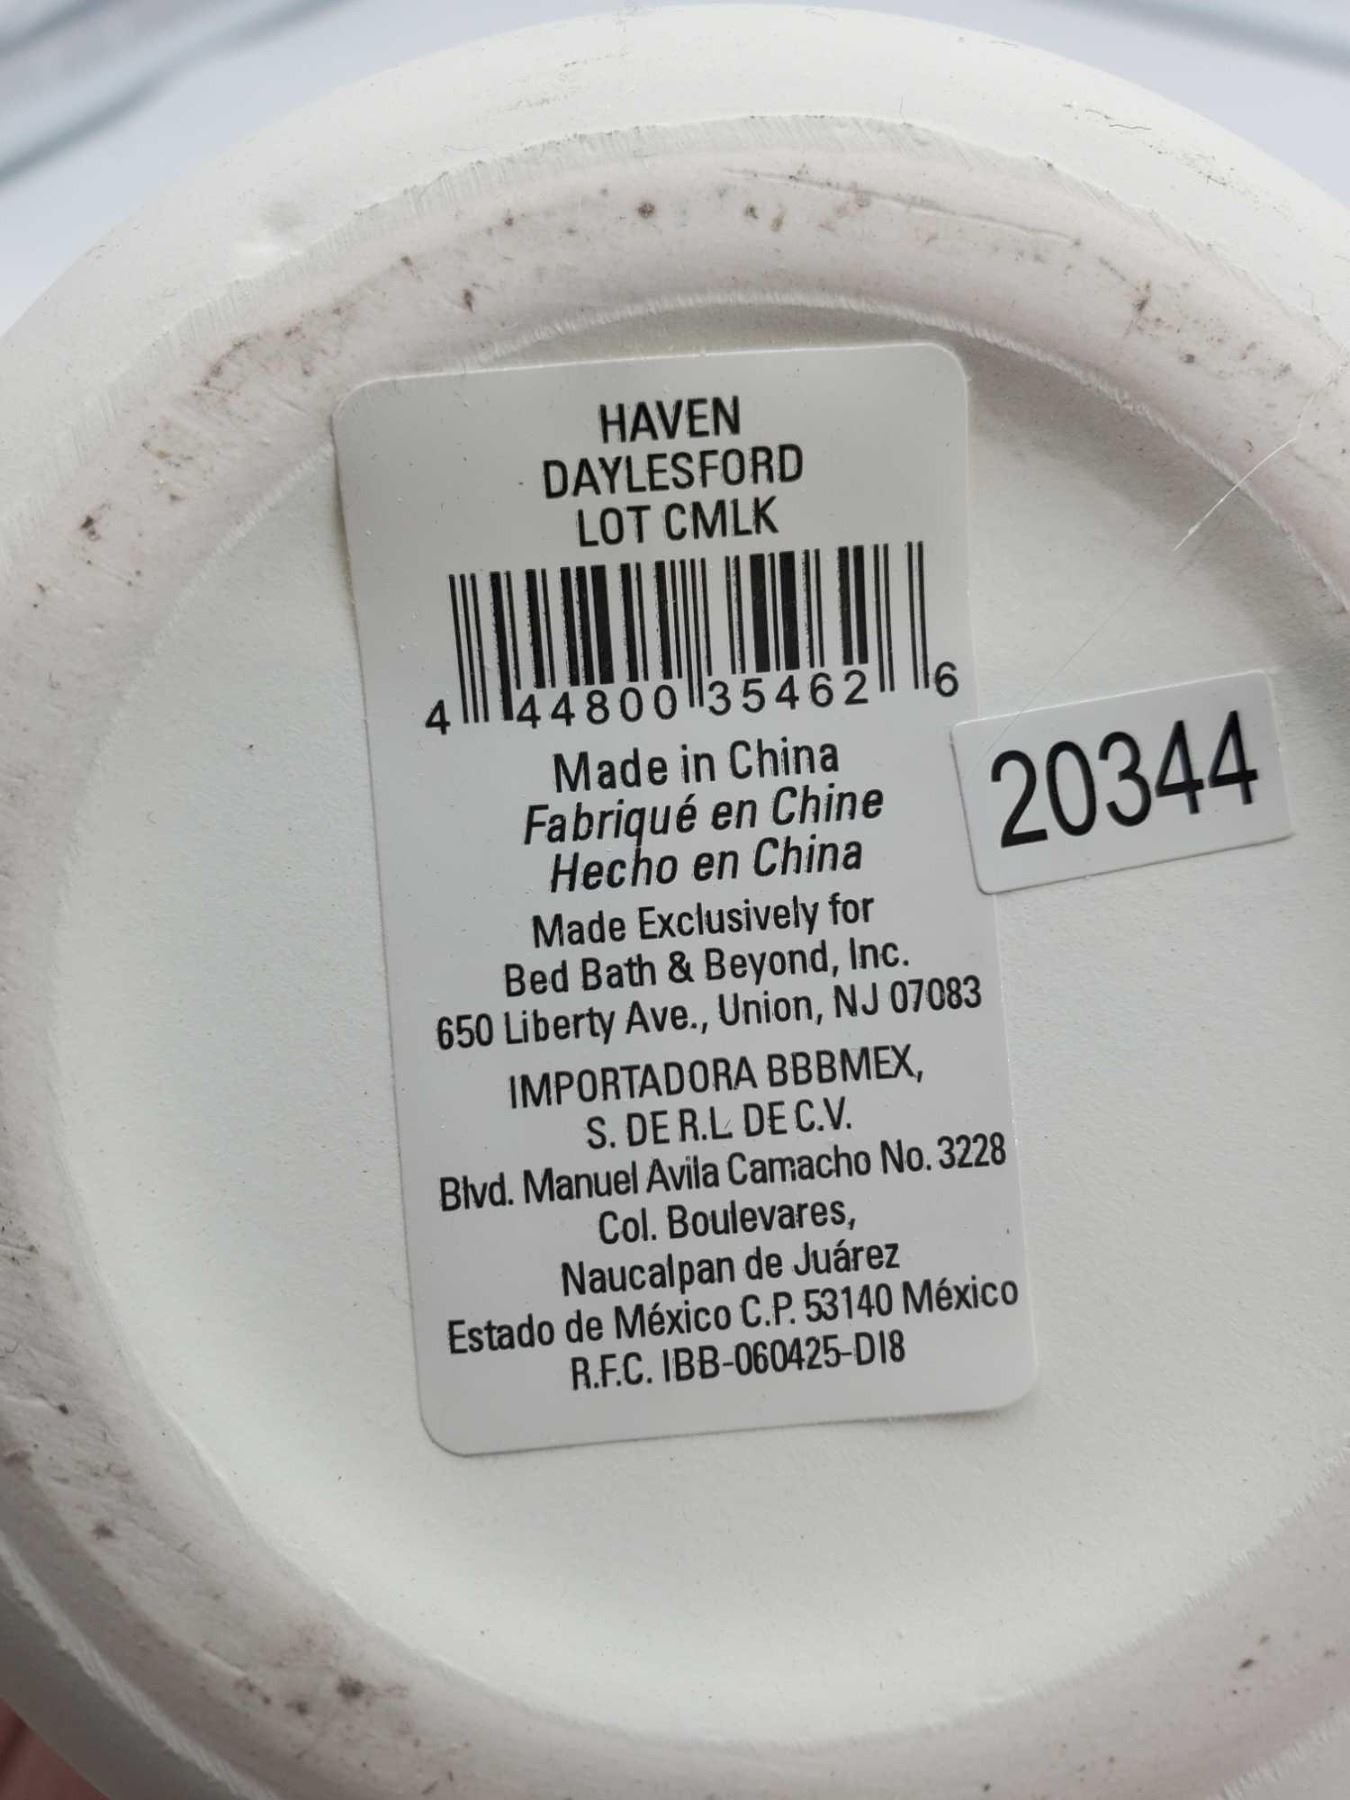 HAVEN
DAYLESFORD
LOT CMLK
4 44800 35462 6
Made in China
Fabriqué en Chine
Hecho en China
Made Exclusively for
Bed Bath & Beyond, Inc.
650 Liberty Ave., Union, NJ 07083
IMPORTADORA BBBMEX,
S. DE R.L. DE C.V.
Blvd. Manuel Avila Camacho No. 3228
Col. Boulevares,
Naucalpan de Juárez
Estado de México C.P. 53140 México
R.F.C. IBB-060425-DI8
20344